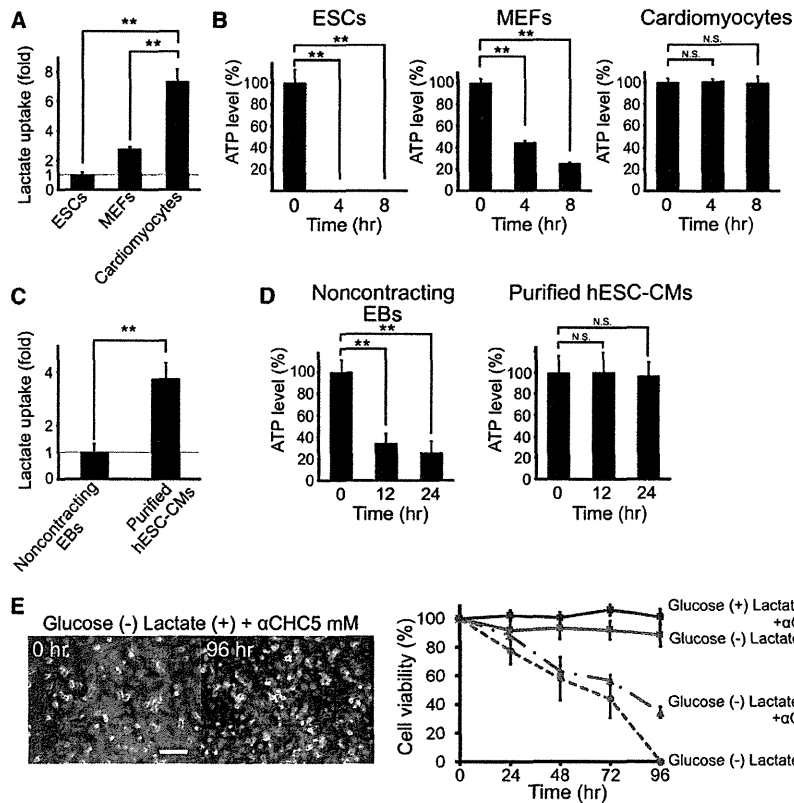 A
Lactate uptake (fold)
8
6
4
2
1
0
ESCs
MEFs
Cardiomyocytes
**
**
B
ESCs
**
**
ATP level (%)
100
80
60
40
20
0 4 8
Time (hr)
MEFs
**
**
ATP level (%)
100
80
60
40
20
0 4 8
Time (hr)
Cardiomyocytes
N.S.
N.S.
ATP level (%)
100
80
60
40
20
0 4 8
Time (hr)
C
Lactate uptake (fold)
4
2
1
0
**
Noncontracting
EBs
Purified
hESC-CMs
D
Noncontracting
EBs
**
**
ATP level (%)
100
80
60
40
20
0 12 24
Time (hr)
Purified hESC-CMs
N.S.
N.S.
ATP level (%)
100
80
60
40
20
0 12 24
Time (hr)
E
Glucose (-) Lactate (+) + αCHC5 mM
0 hr
96 hr
Cell viability (%)
100
80
60
40
20
0
0 24 48 72 96
Time (hr)
Glucose (+) Lactat
Glucose (-) Lactate
Glucose (-) Lactate
Glucose (-) Lactate